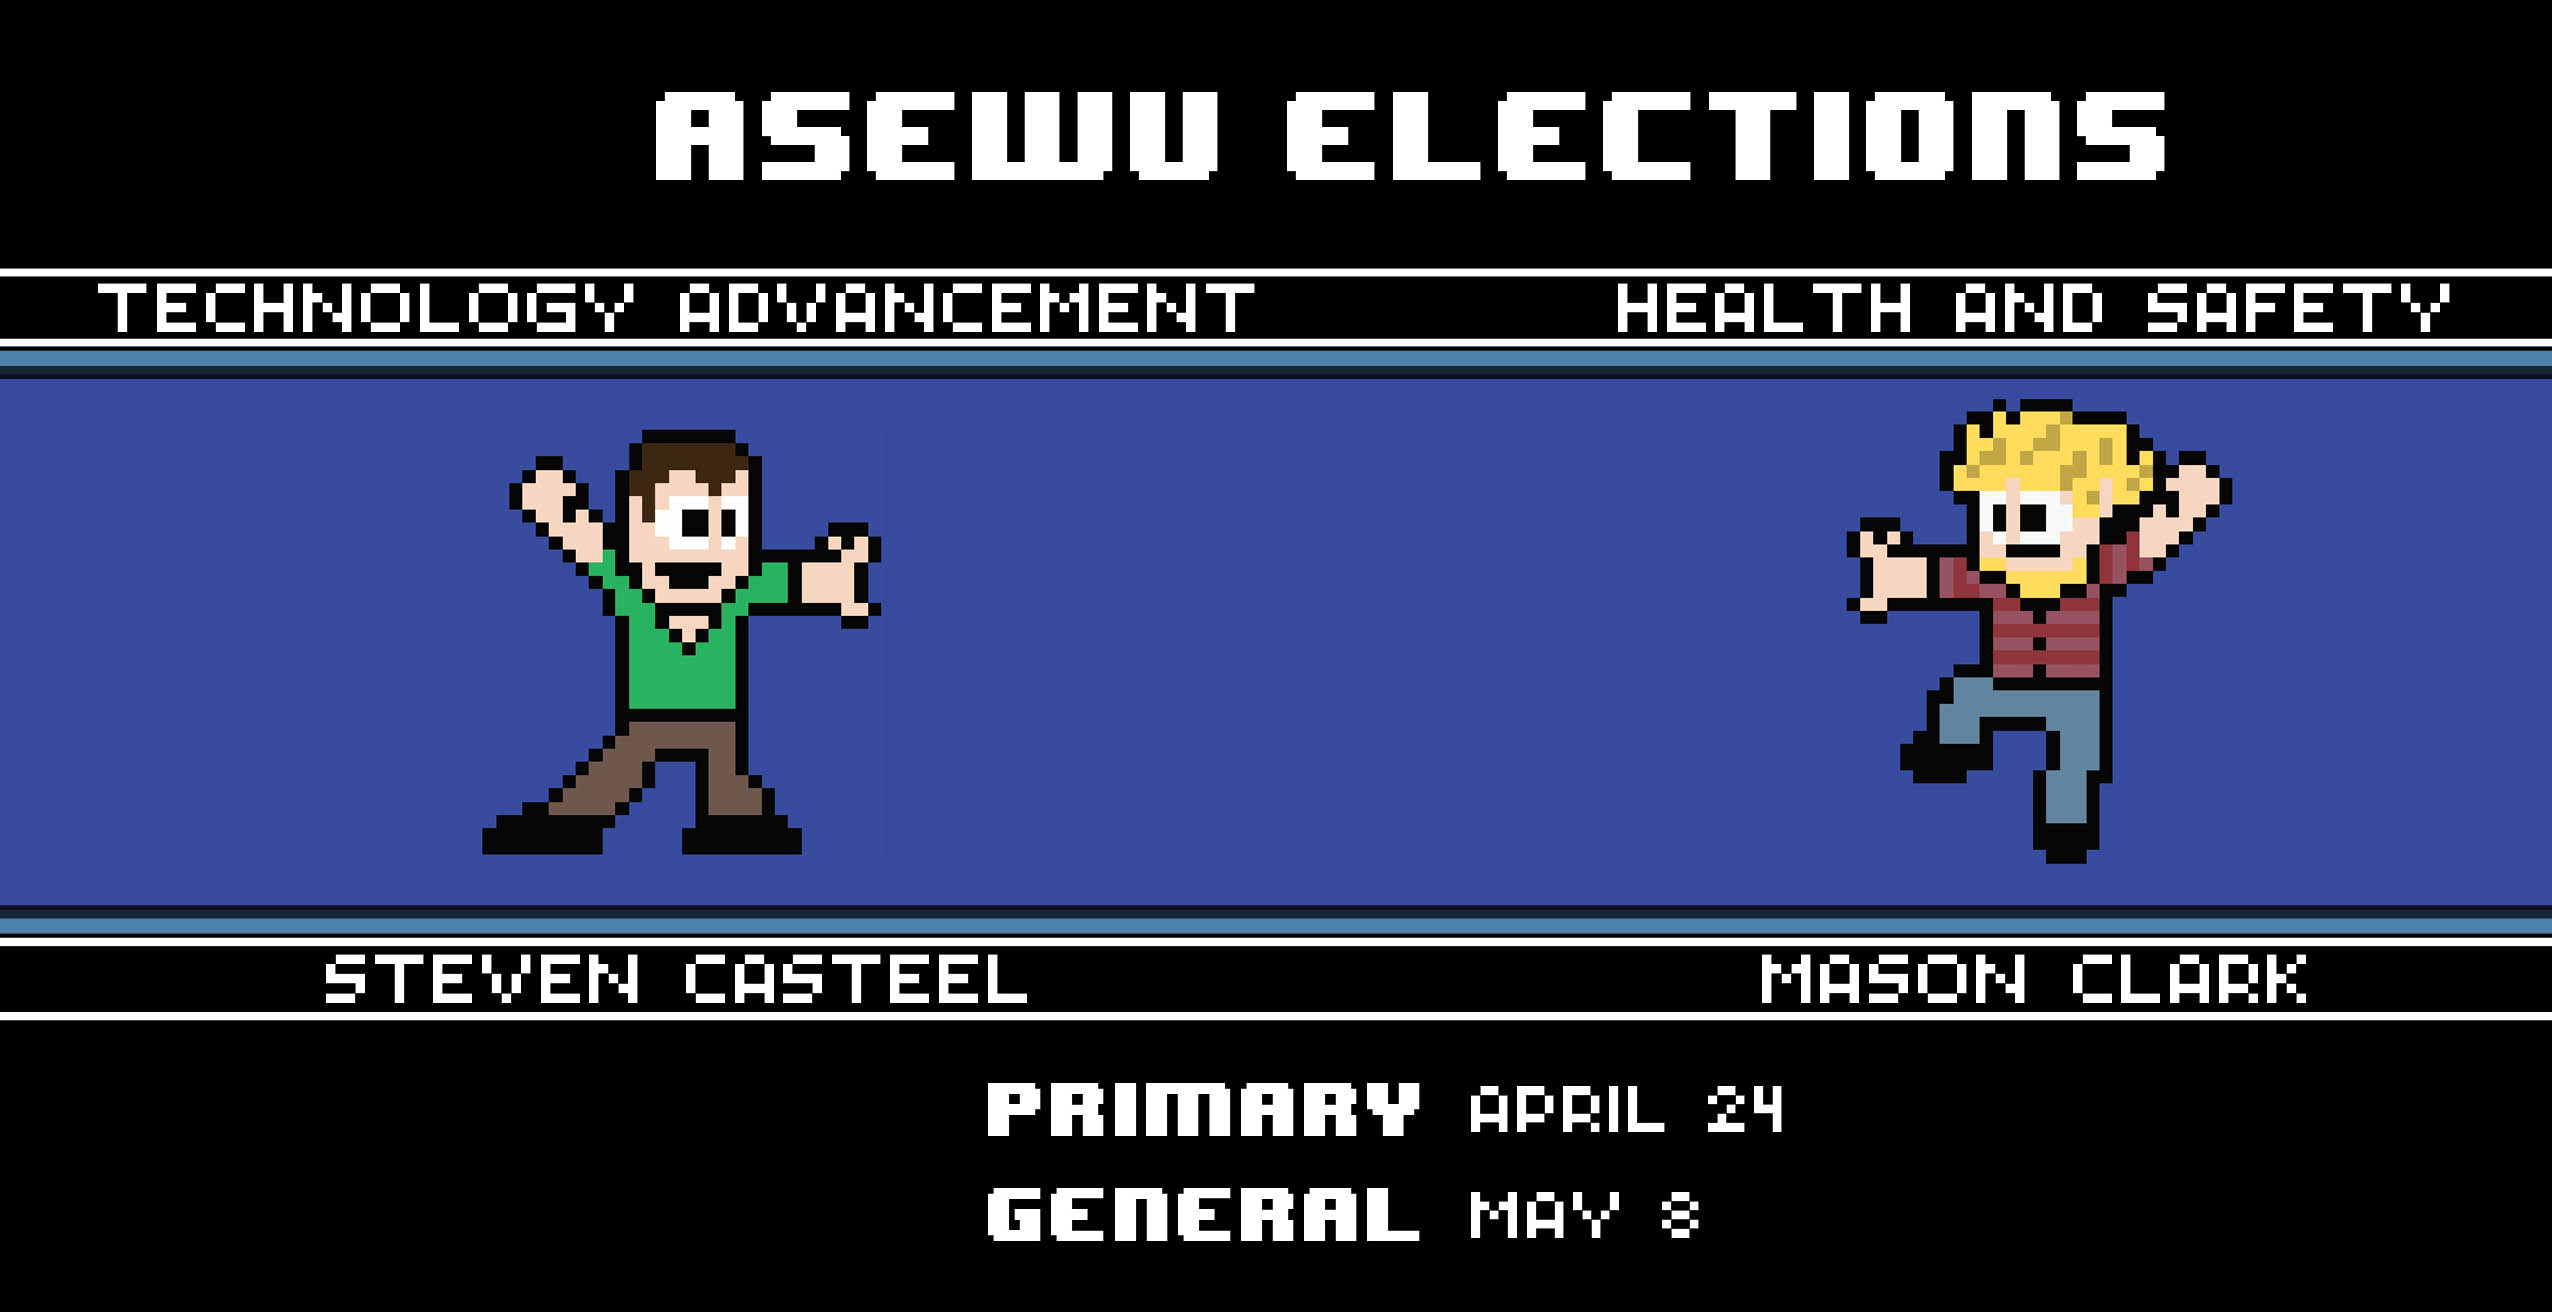 ASEWU ELECTIONS
TECHNOLOGY ADVANCEMENT
HEALTH AND SAFETY
STEVEN CASTEEL
MASON CLARK
PRIMARY APRIL 24
GENERAL MAY 8